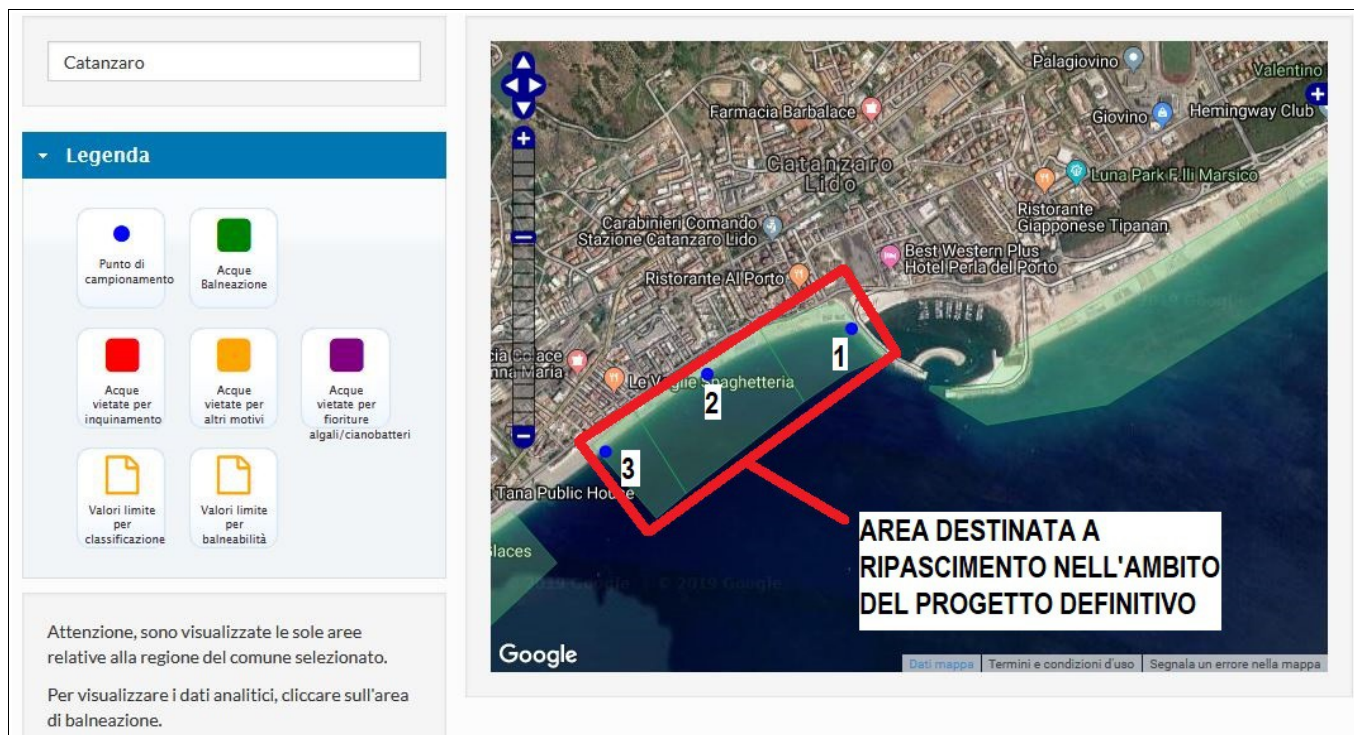 Catanzaro
Legenda
Punto di
campionamento
Acque
Balneazione
Acque
vietate per
inquinamento
Acque
vietate per
altri motivi
Acque
vietate per
fioriture
algali/cianobatteri
Valori limite
per
classificazione
Valori limite
per
balneabilità
Attenzione, sono visualizzate le sole aree
relative alla regione del comune selezionato.
Per visualizzare i dati analitici, cliccare sull'area
di balneazione.
Palagiovino
Valentino
Farmacia Barbalace
Giovino
Hemingway Club
Catanzaro
Lido
Luna Park F.lli Marsico
Carabinieri Comando
Stazione Catanzaro Lido
Ristorante
Giapponese Tipanan
Best Western Plus
Hotel Perla del Porto
Ristorante Al Porto
1
Le Voglie Spaghetteria
2
3
Tana Public House
AREA DESTINATA A
RIPASCIMENTO NELL'AMBITO
DEL PROGETTO DEFINITIVO
© 2019 Google
Google
Dati mappa
Termini e condizioni d'uso
Segnala un errore nella mappa